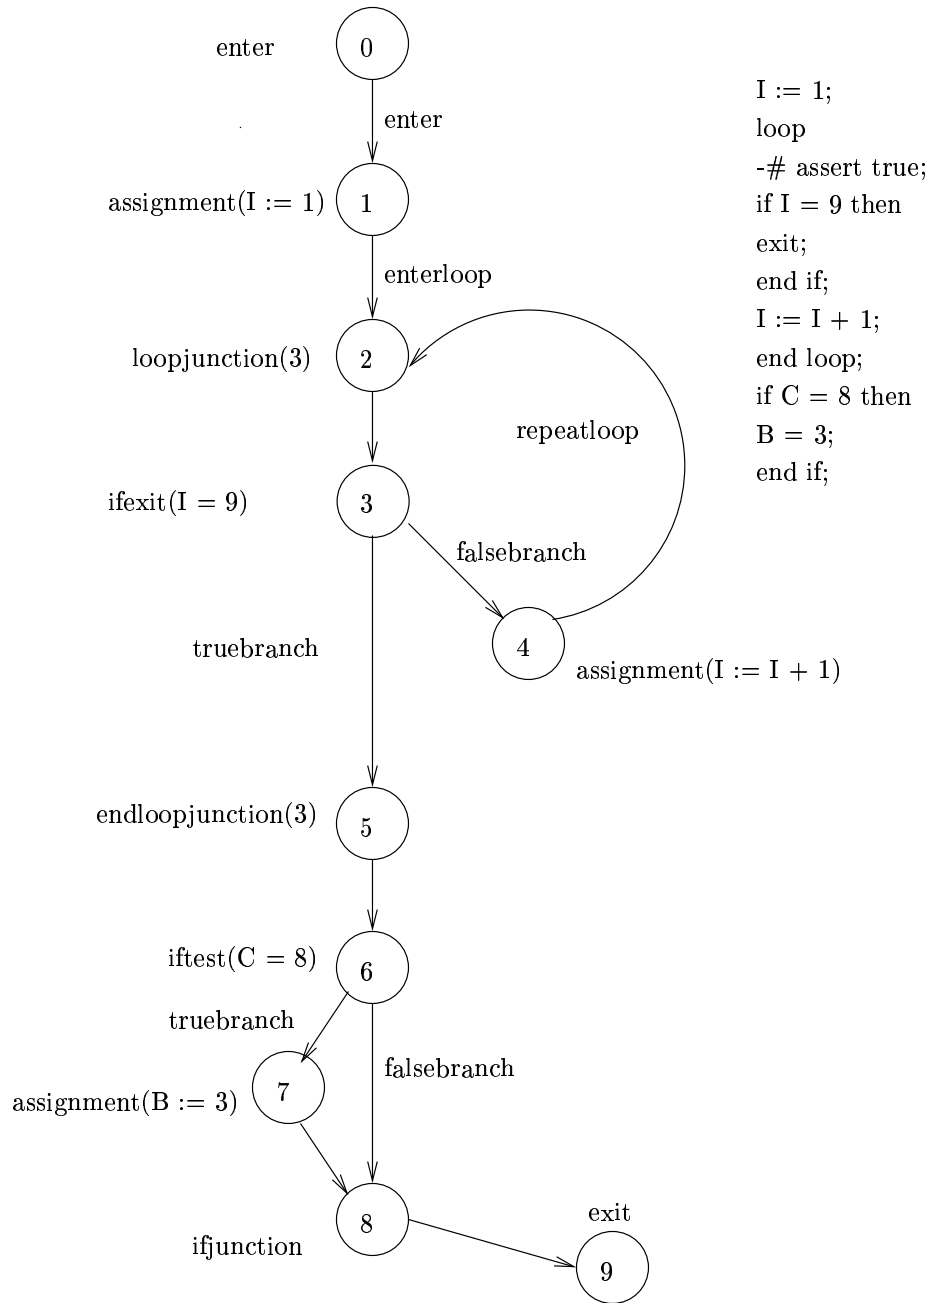 enter
0
enter
assignment(I := 1)
1
enterloop
loopjunction(3)
2
repeatloop
ifexit(I = 9)
3
falsebranch
truebranch
4
assignment(I := I + 1)
endloopjunction(3)
5
iftest(C = 8)
6
truebranch
falsebranch
7
assignment(B := 3)
8
ifjunction
exit
9
I := 1;
loop
-# assert true;
if I = 9 then
exit;
end if;
I := I + 1;
end loop;
if C = 8 then
B = 3;
end if;